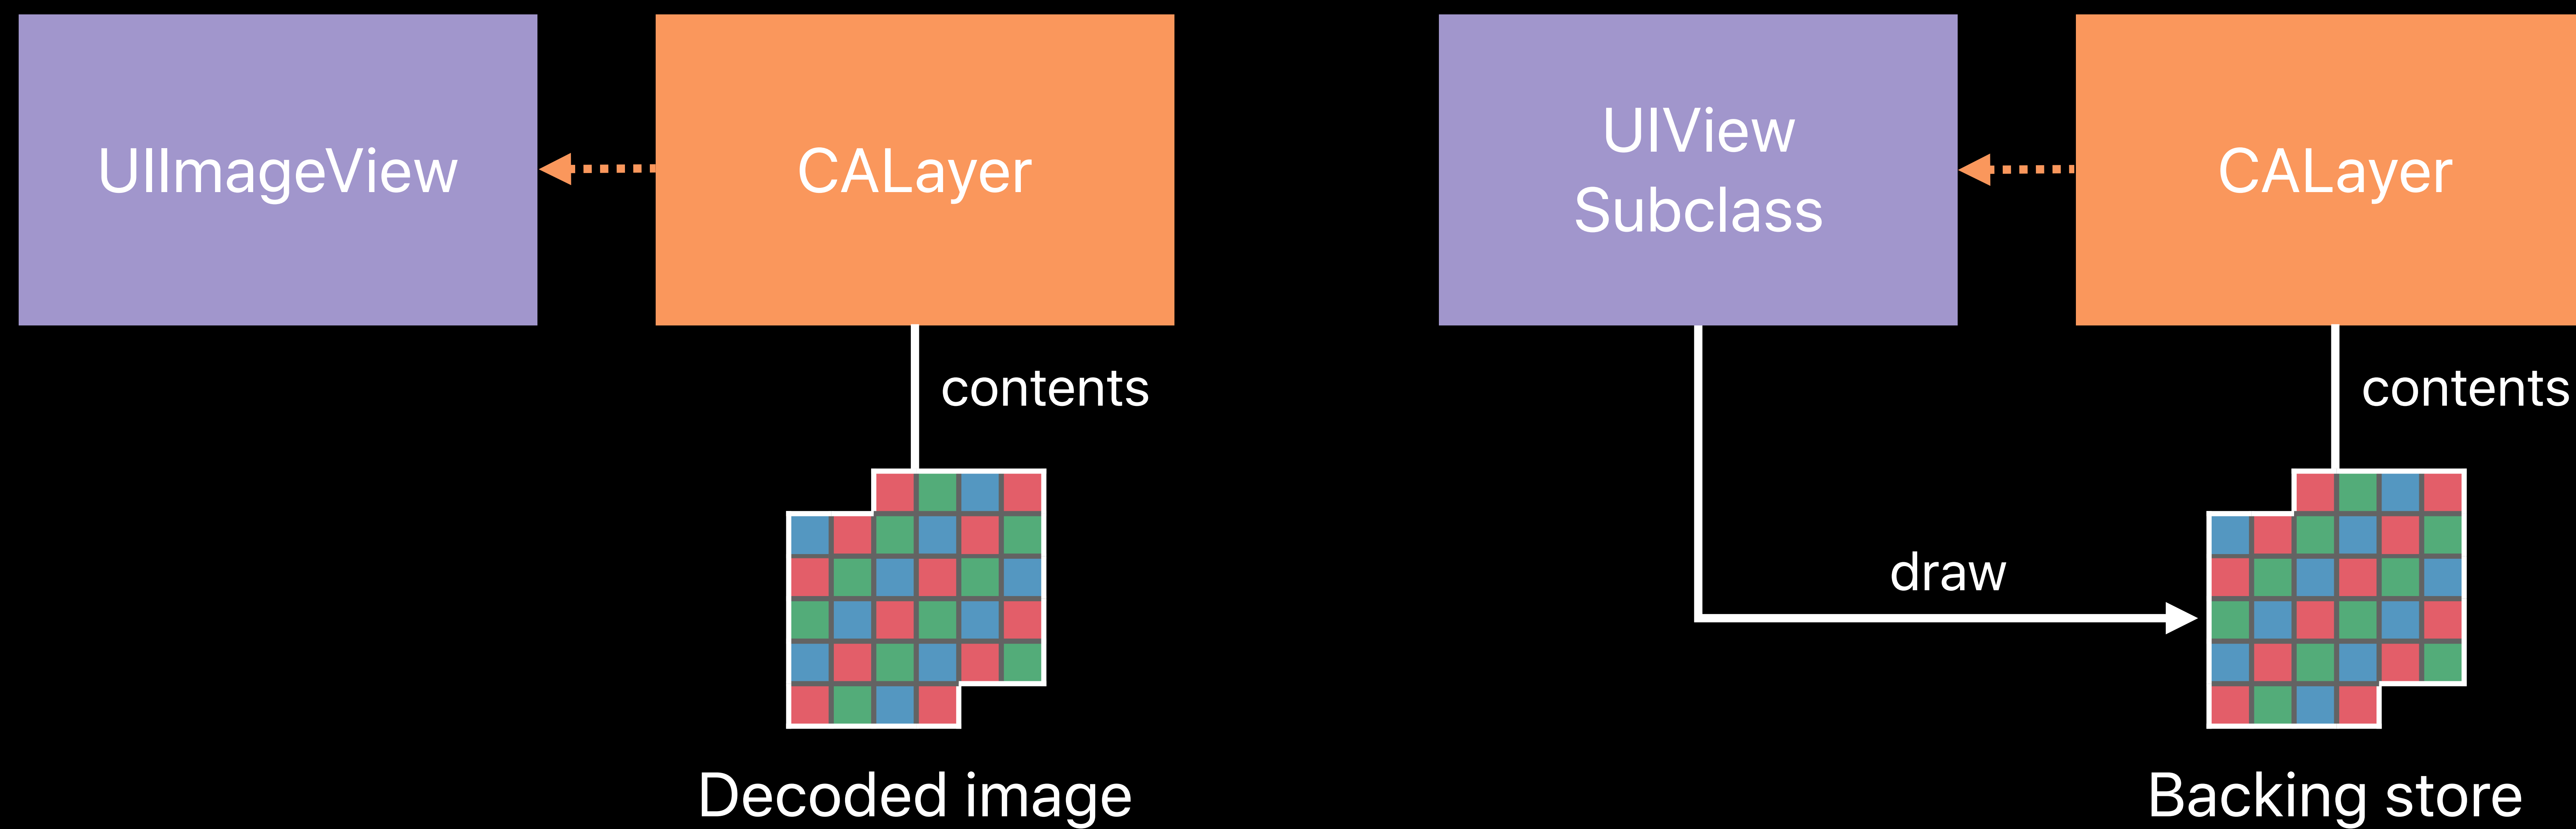 UIImageView
CALayer
contents
Decoded image
UIView
Subclass
CALayer
contents
draw
Backing store